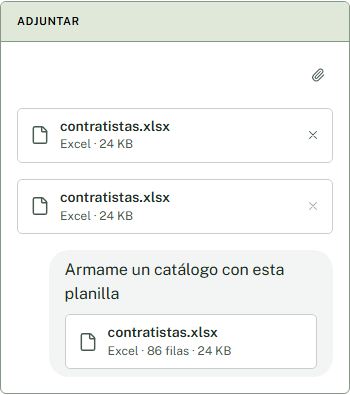 ADJUNTAR
contratistas.xlsx
Excel · 24 KB
contratistas.xlsx
Excel · 24 KB
Armame un catálogo con esta
planilla
contratistas.xlsx
Excel · 86 filas · 24 KB